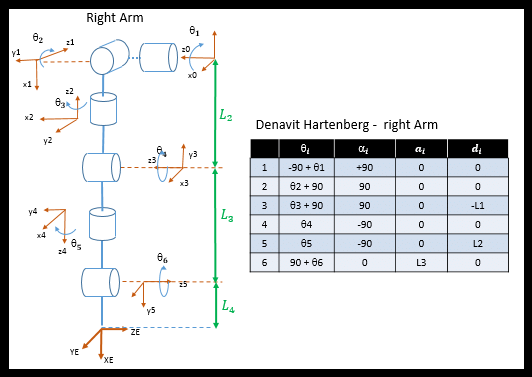 Right Arm
θ1
θ2
z1
y1
z0
x0
x1
z2
θ3
L2
x2
y2
Denavit Hartenberg - right Arm
θi αi ai di
1 -90 + θ1 +90 0 0
2 θ2 + 90 90 0 0
3 θ3 + 90 90 0 -L1
4 θ4 -90 0 0
5 θ5 -90 0 L2
6 90 + θ6 0 L3 0
θ4
z3
y3
x3
L3
y4
x4
z4
θ5
θ6
z5
y5
L4
ZE
YE
XE